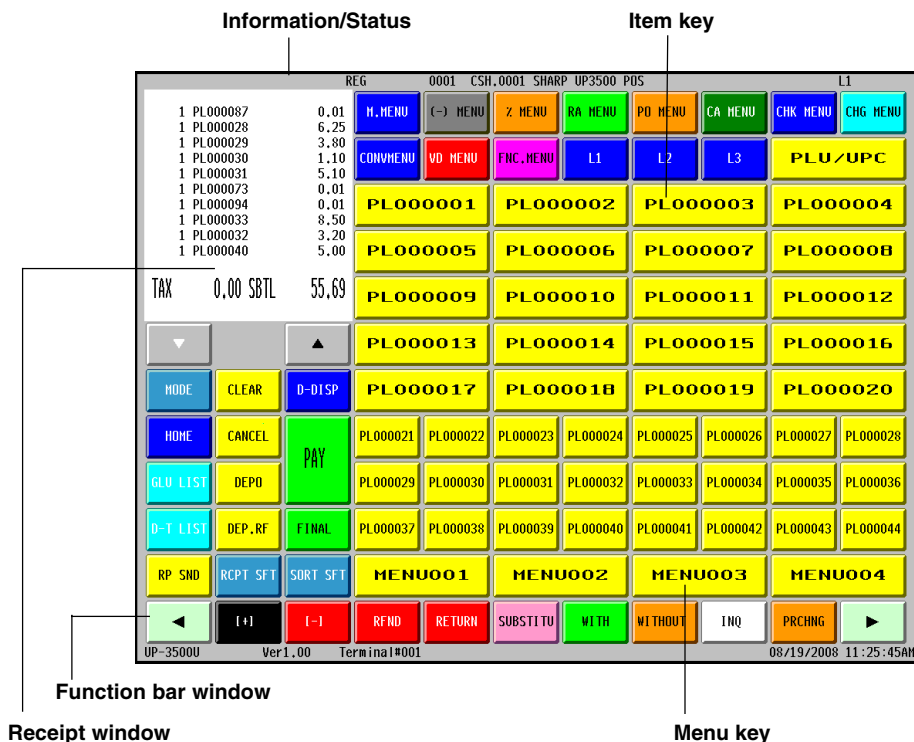 Information/Status
Item key
REG 0001 CSH.0001 SHARP UP3500 POS L1
1 PL000087 0.01
1 PL000028 6.25
1 PL000029 3.80
1 PL000030 1.10
1 PL000031 5.10
1 PL000073 0.01
1 PL000094 0.01
1 PL000033 8.50
1 PL000032 3.20
1 PL000040 5.00
TAX 0.00 SBTL 55.69
M.MENU (-) MENU % MENU RA MENU PO MENU CA MENU CHK MENU CHG MENU
CONVMENU VD MENU FNC.MENU L1 L2 L3 PLU/UPC
PL000001 PL000002 PL000003 PL000004
PL000005 PL000006 PL000007 PL000008
PL000009 PL000010 PL000011 PL000012
▼ ▲ PL000013 PL000014 PL000015 PL000016
MODE CLEAR D-DISP PL000017 PL000018 PL000019 PL000020
HOME CANCEL PAY PL000021 PL000022 PL000023 PL000024 PL000025 PL000026 PL000027 PL000028
GLU LIST DEPO PL000029 PL000030 PL000031 PL000032 PL000033 PL000034 PL000035 PL000036
D-T LIST DEP.RF FINAL PL000037 PL000038 PL000039 PL000040 PL000041 PL000042 PL000043 PL000044
RP SND RCPT SFT SORT SFT MENU001 MENU002 MENU003 MENU004
◀ [+] [-] RFND RETURN SUBSTITU WITH WITHOUT INQ PRCHNG ▶
UP-3500U Ver1.00 Terminal#001 08/19/2008 11:25:45AM
Function bar window
Receipt window
Menu key